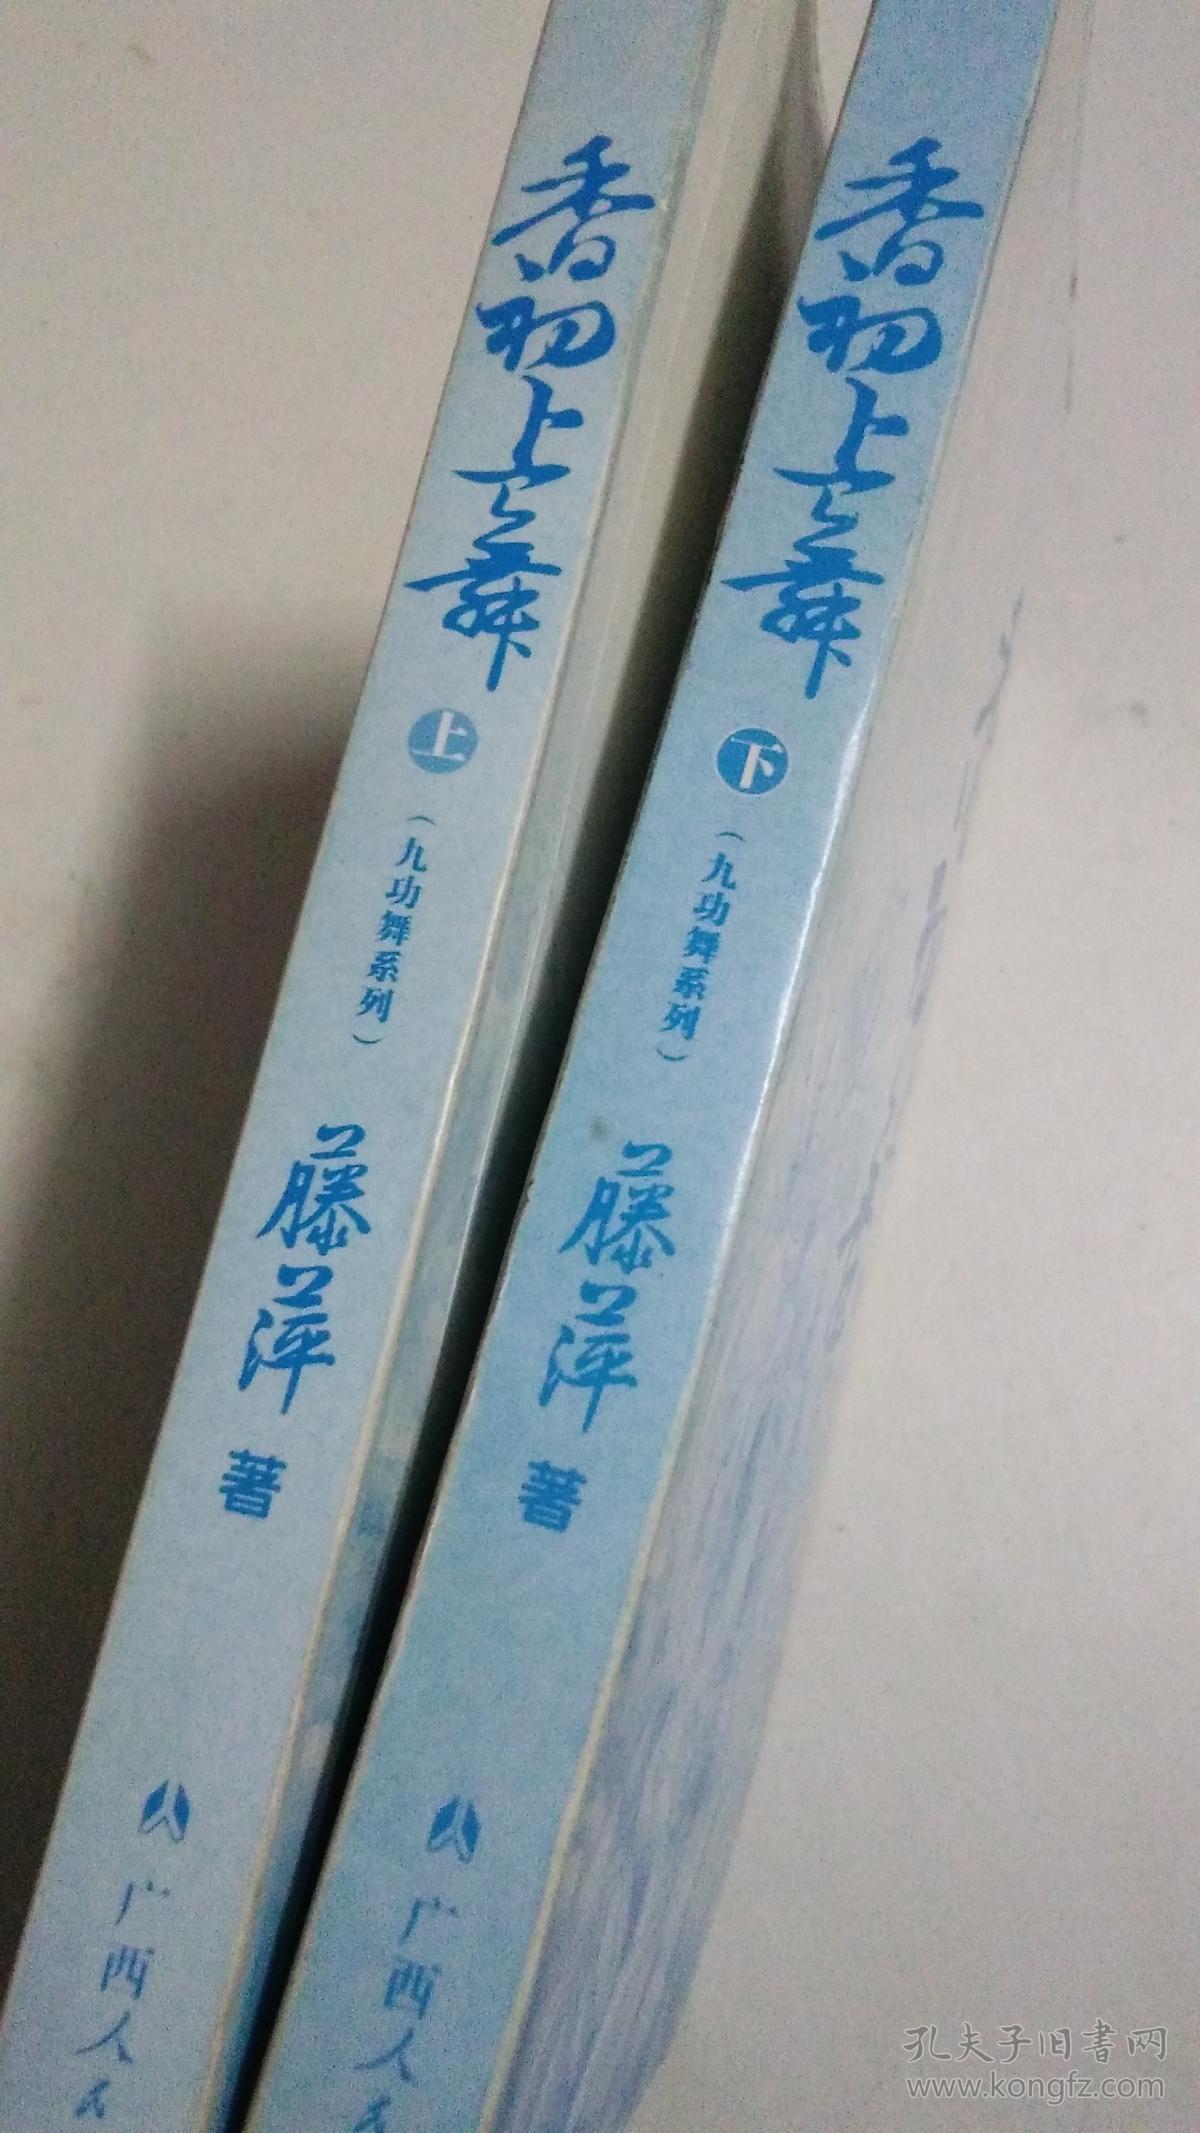 香初上舞
上
（九功舞系列）
藤萍
著
广西人民
香初上舞
下
（九功舞系列）
藤萍
著
广西人民
孔夫子旧書网
www.kongfz.com